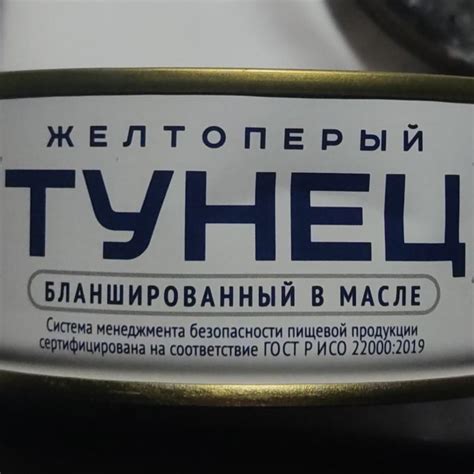 ЖЕЛТОПЕРЫЙ
ТУНЕЦ
БЛАНШИРОВАННЫЙ В МАСЛЕ
Система менеджмента безопасности пищевой продукции
сертифицирована на соответствие ГОСТ Р ИСО 22000:2019